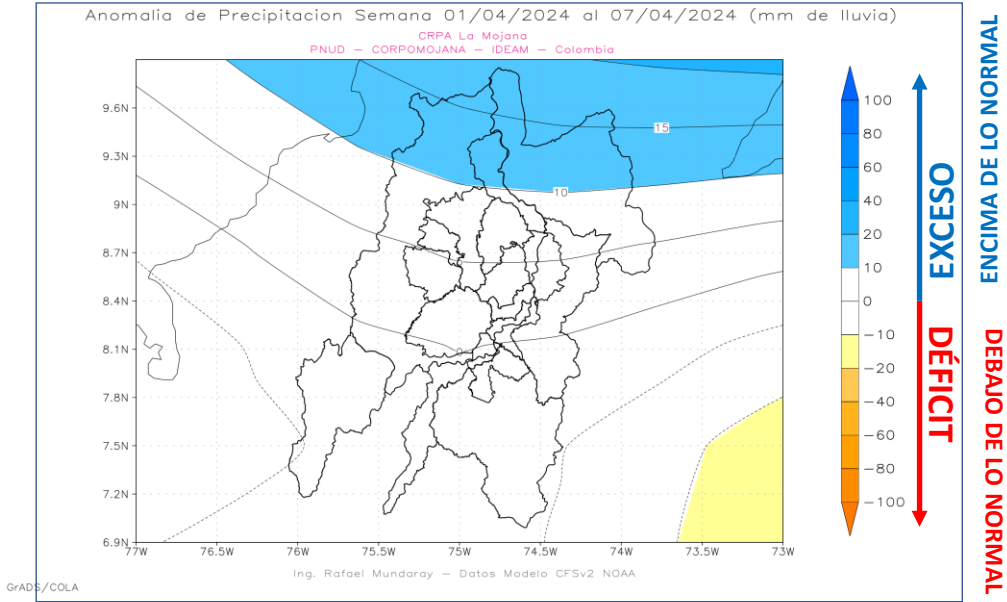 Anomalia de Precipitacion Semana 01/04/2024 al 07/04/2024 (mm de lluvia)
CRPA La Mojana
PNUD – CORPOMOJANA – IDEAM – Colombia
9.6N
9.3N
9N
8.7N
8.4N
8.1N
7.8N
7.5N
7.2N
6.9N
15
10
0
77W 76.5W 76W 75.5W 75W 74.5W 74W 73.5W 73W
100
80
60
40
20
10
0
−10
−20
−40
−60
−80
−100
EXCESO
DÉFICIT
ENCIMA DE LO NORMAL
DEBAJO DE LO NORMAL
Ing. Rafael Mundaray – Datos Modelo CFSv2 NOAA
GrADS/COLA